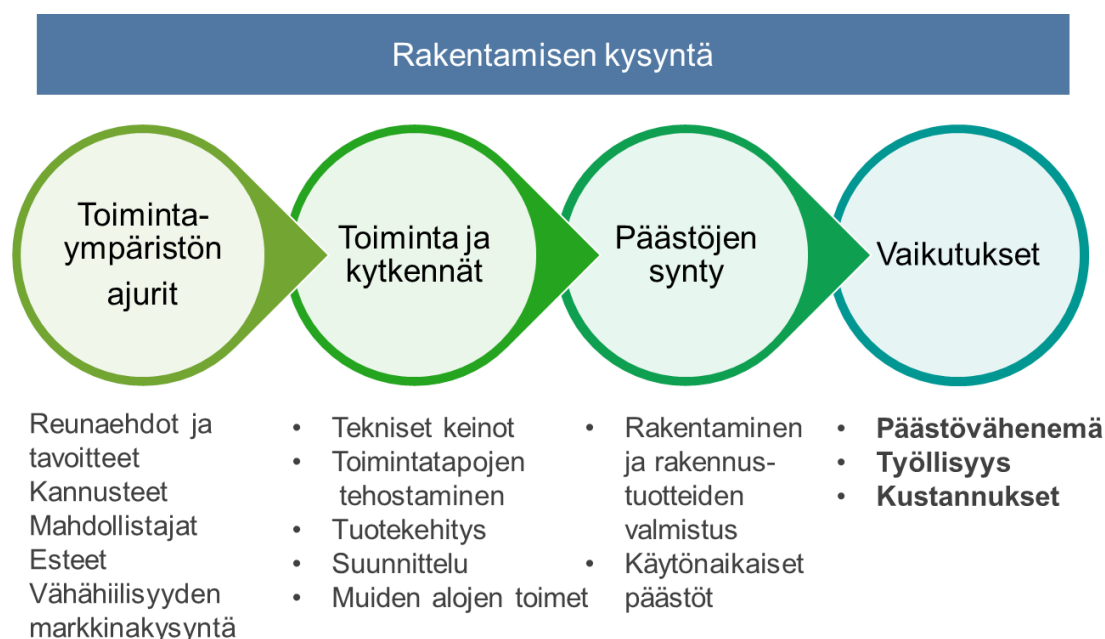 Rakentamisen kysyntä
Toiminta-
ympäristön
ajurit
Toiminta ja
kytkennät
Päästöjen
synty
Vaikutukset
Reunaehdot ja
tavoitteet
Kannusteet
Mahdollistajat
Esteet
Vähähiilisyyden
markkinakysyntä
• Tekniset keinot
• Toimintatapojen
tehostaminen
• Tuotekehitys
• Suunnittelu
• Muiden alojen toimet
• Rakentaminen
ja rakennus-
tuotteiden
valmistus
• Käytönaikaiset
päästöt
• Päästövähenemä
• Työllisyys
• Kustannukset